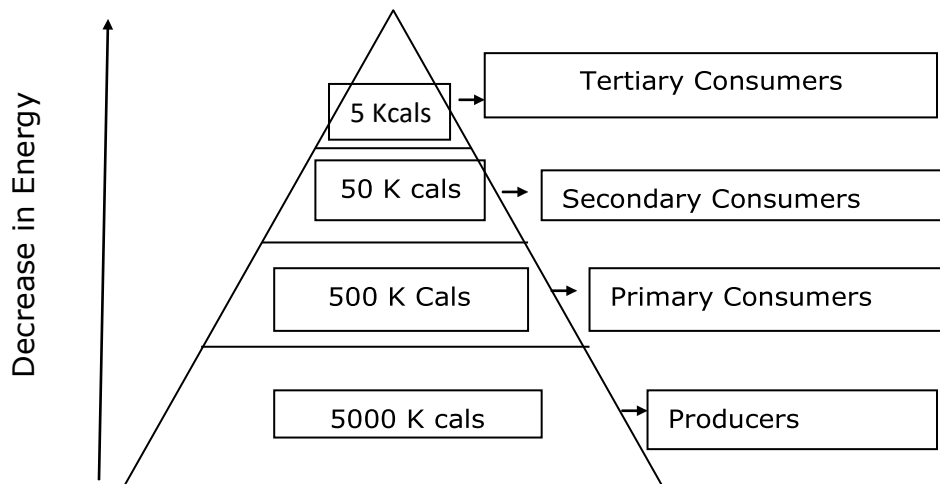 Decrease in Energy
5 Kcals
Tertiary Consumers
50 K cals
Secondary Consumers
500 K Cals
Primary Consumers
5000 K cals
Producers